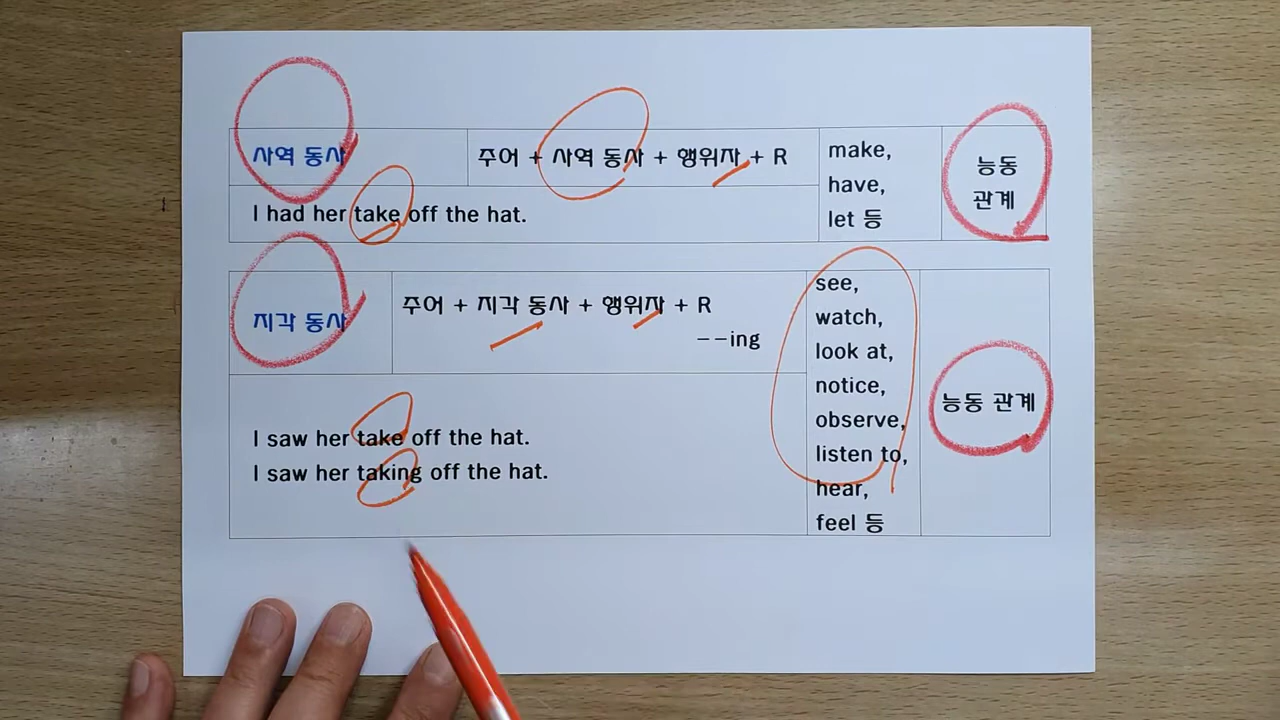 사역 동사
주어 + 사역 동사 + 행위자 + R
make,
have,
let 등
능동
관계
I had her take off the hat.
지각 동사
주어 + 지각 동사 + 행위자 + R
--ing
see,
watch,
look at,
notice,
observe,
listen to,
hear,
feel 등
능동 관계
I saw her take off the hat.
I saw her taking off the hat.